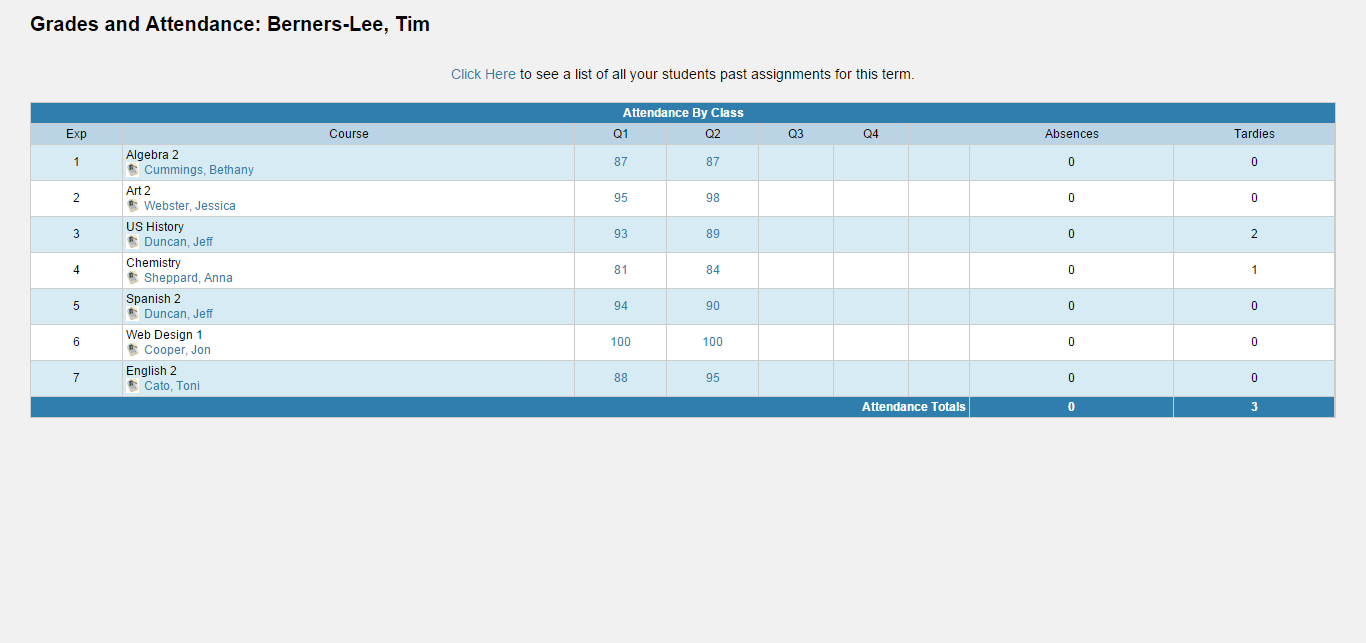 Grades and Attendance: Berners-Lee, Tim
Click Here to see a list of all your students past assignments for this term.
Attendance By Class
Exp Course Q1 Q2 Q3 Q4 Absences Tardies
1 Algebra 2 87 87 0 0
Cummings, Bethany
2 Art 2 95 98 0 0
Webster, Jessica
3 US History 93 89 0 2
Duncan, Jeff
4 Chemistry 81 84 0 1
Sheppard, Anna
5 Spanish 2 94 90 0 0
Duncan, Jeff
6 Web Design 1 100 100 0 0
Cooper, Jon
7 English 2 88 95 0 0
Cato, Toni
Attendance Totals 0 3